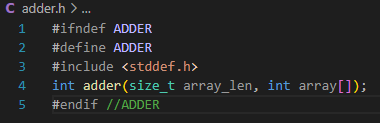 C adder.h > ...
1 #ifndef ADDER
2 #define ADDER
3 #include <stddef.h>
4 int adder(size_t array_len, int array[]);
5 #endif //ADDER